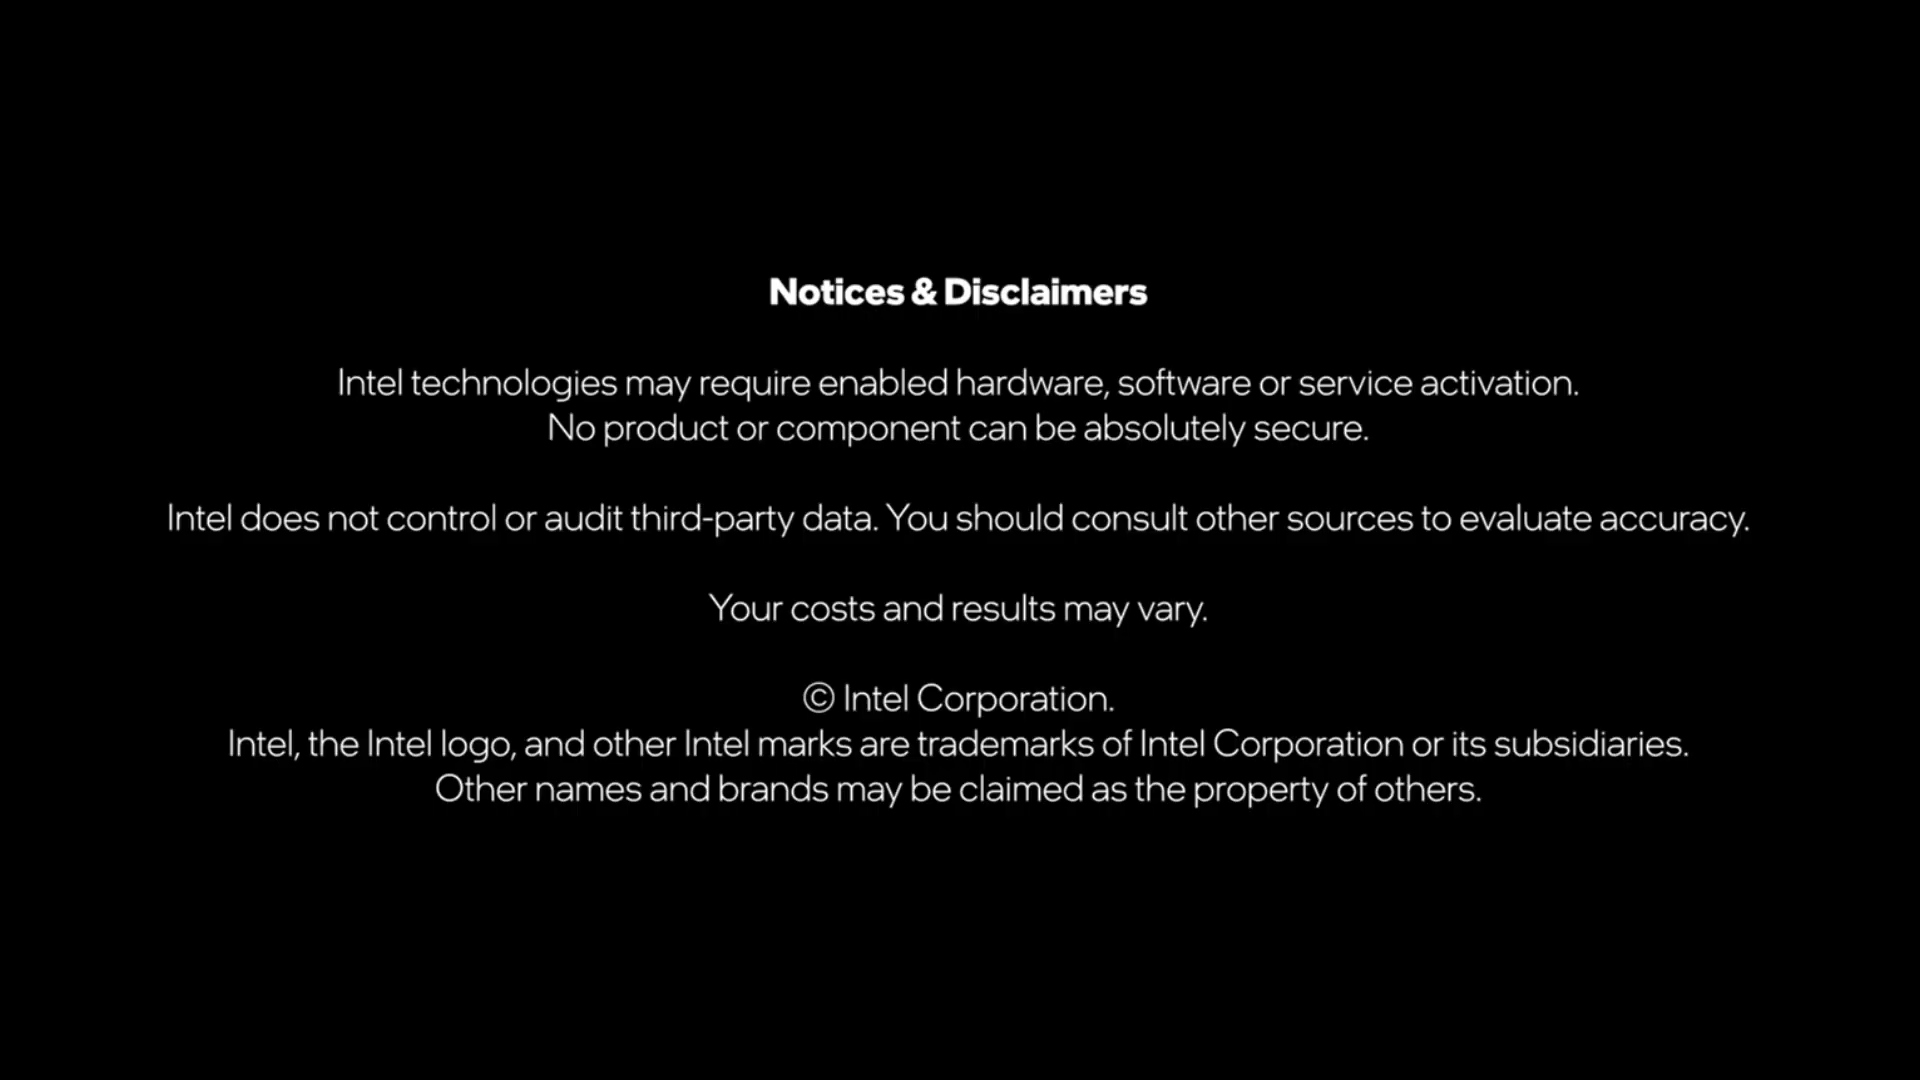 Notices & Disclaimers
Intel technologies may require enabled hardware, software or service activation.
No product or component can be absolutely secure.
Intel does not control or audit third-party data. You should consult other sources to evaluate accuracy.
Your costs and results may vary.
© Intel Corporation.
Intel, the Intel logo, and other Intel marks are trademarks of Intel Corporation or its subsidiaries.
Other names and brands may be claimed as the property of others.